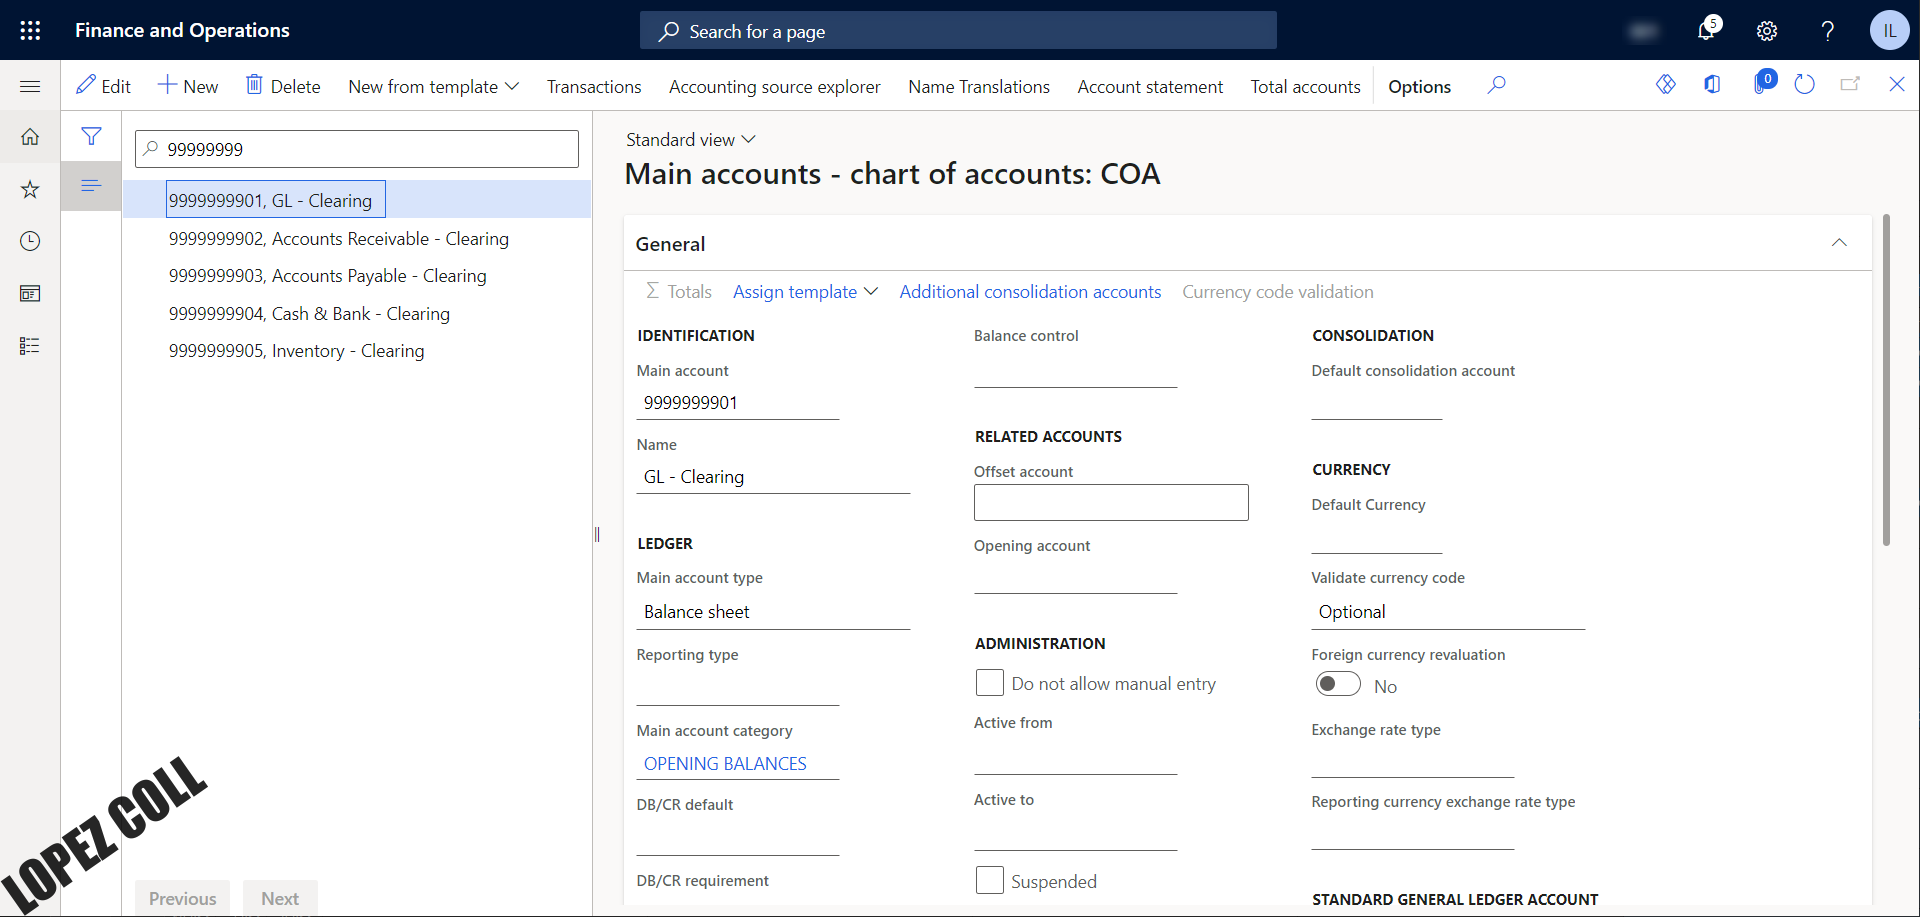 Finance and Operations
Search for a page
5
?
IL
Edit
New
Delete
New from template
Transactions
Accounting source explorer
Name Translations
Account statement
Total accounts
Options
0
99999999
9999999901, GL - Clearing
9999999902, Accounts Receivable - Clearing
9999999903, Accounts Payable - Clearing
9999999904, Cash & Bank - Clearing
9999999905, Inventory - Clearing
Previous
Next
LOPEZ COLL
Standard view
Main accounts - chart of accounts: COA
General
Σ Totals
Assign template
Additional consolidation accounts
Currency code validation
IDENTIFICATION
Main account
9999999901
Name
GL - Clearing
LEDGER
Main account type
Balance sheet
Reporting type
Main account category
OPENING BALANCES
DB/CR default
DB/CR requirement
Balance control
RELATED ACCOUNTS
Offset account
Opening account
ADMINISTRATION
Do not allow manual entry
Active from
Active to
Suspended
CONSOLIDATION
Default consolidation account
CURRENCY
Default Currency
Validate currency code
Optional
Foreign currency revaluation
No
Exchange rate type
Reporting currency exchange rate type
STANDARD GENERAL LEDGER ACCOUNT